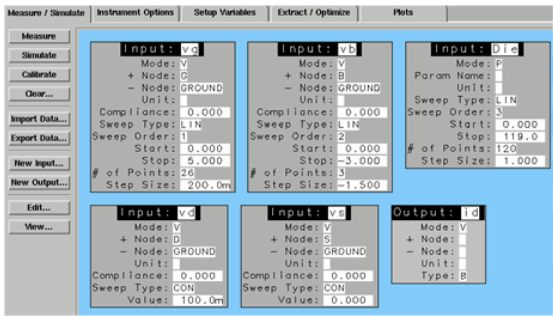 Measure / Simulate
Instrument Options
Setup Variables
Extract / Optimize
Plots
Measure
Simulate
Calibrate
Clear...
Import Data...
Export Data...
New Input...
New Output...
Edit...
View...
Input: vg
Mode: V
+ Node: G
- Node: GROUND
Unit:
Compliance: 0.000
Sweep Type: LIN
Sweep Order: 1
Start: 0.000
Stop: 5.000
# of Points: 26
Step Size: 200.0m
Input: vb
Mode: V
+ Node: B
- Node: GROUND
Unit:
Compliance: 0.000
Sweep Type: LIN
Sweep Order: 2
Start: 0.000
Stop: -3.000
# of Points: 3
Step Size: -1.500
Input: Die
Mode: P
Param Name:
Unit:
Sweep Type: LIN
Sweep Order: 3
Start: 0.000
Stop: 119.0
# of Points: 120
Step Size: 1.000
Input: vd
Mode: V
+ Node: D
- Node: GROUND
Unit:
Compliance: 0.000
Sweep Type: CON
Value: 100.0m
Input: vs
Mode: V
+ Node: S
- Node: GROUND
Unit:
Compliance: 0.000
Sweep Type: CON
Value: 0.000
Output: id
Mode: V
+ Node:
- Node:
Unit:
Type: B